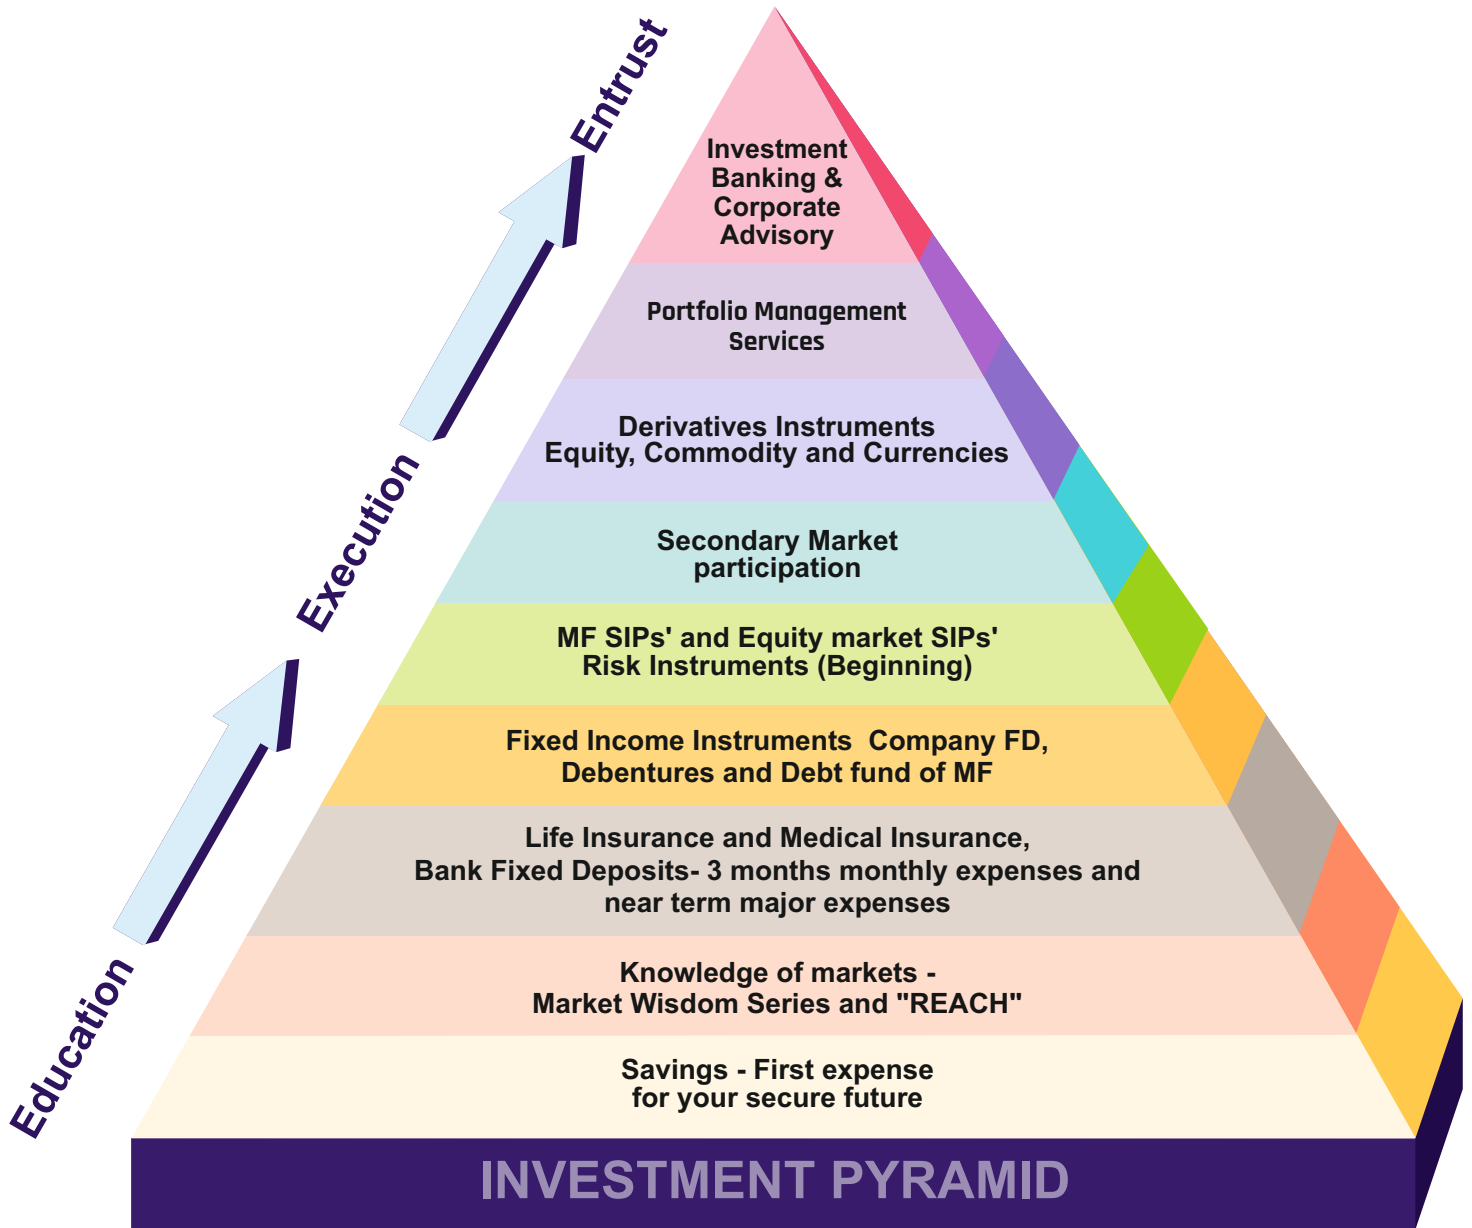 Entrust
Execution
Education
Investment
Banking &
Corporate
Advisory
Portfolio Management
Services
Derivatives Instruments
Equity, Commodity and Currencies
Secondary Market
participation
MF SIPs' and Equity market SIPs'
Risk Instruments (Beginning)
Fixed Income Instruments  Company FD,
Debentures and Debt fund of MF
Life Insurance and Medical Insurance,
Bank Fixed Deposits- 3 months monthly expenses and
near term major expenses
Knowledge of markets -
Market Wisdom Series and "REACH"
Savings - First expense
for your secure future
INVESTMENT PYRAMID